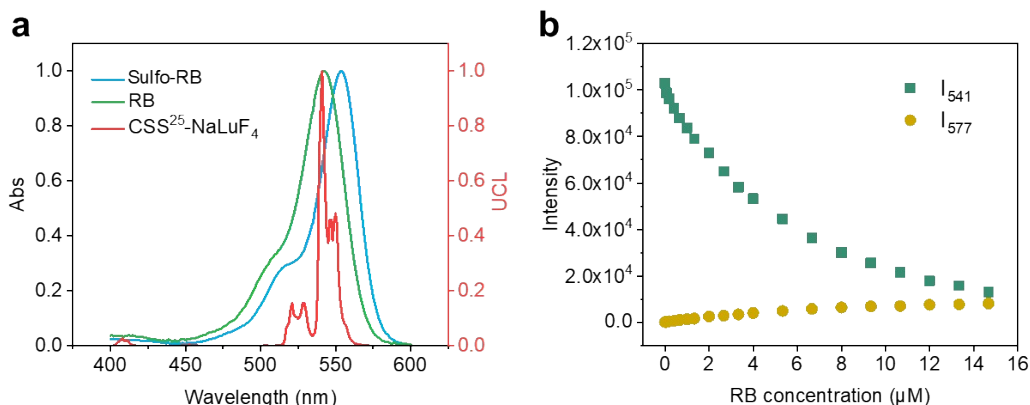 a
Sulfo-RB
RB
CSS²⁵-NaLuF₄
1.0
0.8
0.6
0.4
0.2
0.0
Abs
400
450
500
550
600
Wavelength (nm)
1.0
0.8
0.6
0.4
0.2
0.0
UCL
b
1.2x10⁵
1.0x10⁵
8.0x10⁴
6.0x10⁴
4.0x10⁴
2.0x10⁴
0.0
Intensity
I₅₄₁
I₅₇₇
0
2
4
6
8
10
12
14
16
RB concentration (µM)